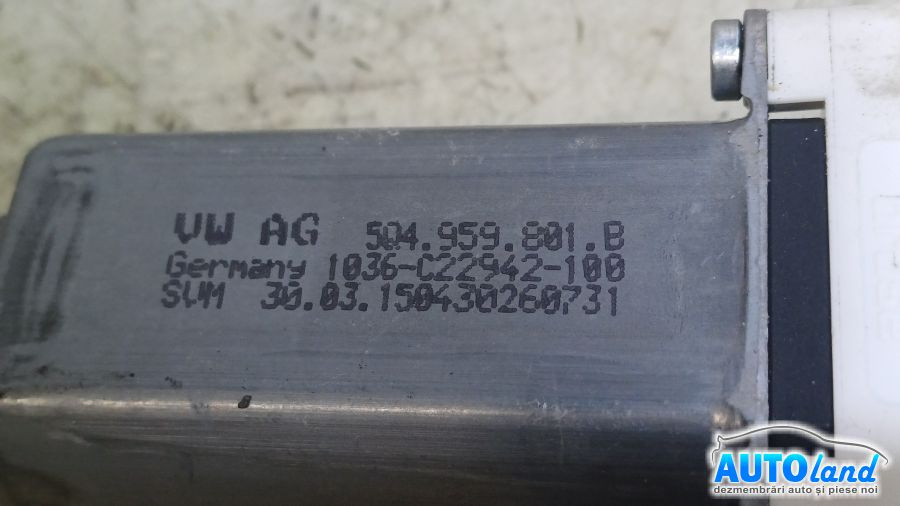 VW AG 5Q4.959.801.B
Germany 1036-C22942-100
SWM 30.03.150430260731
AUTOland
dezmembrări auto și piese noi